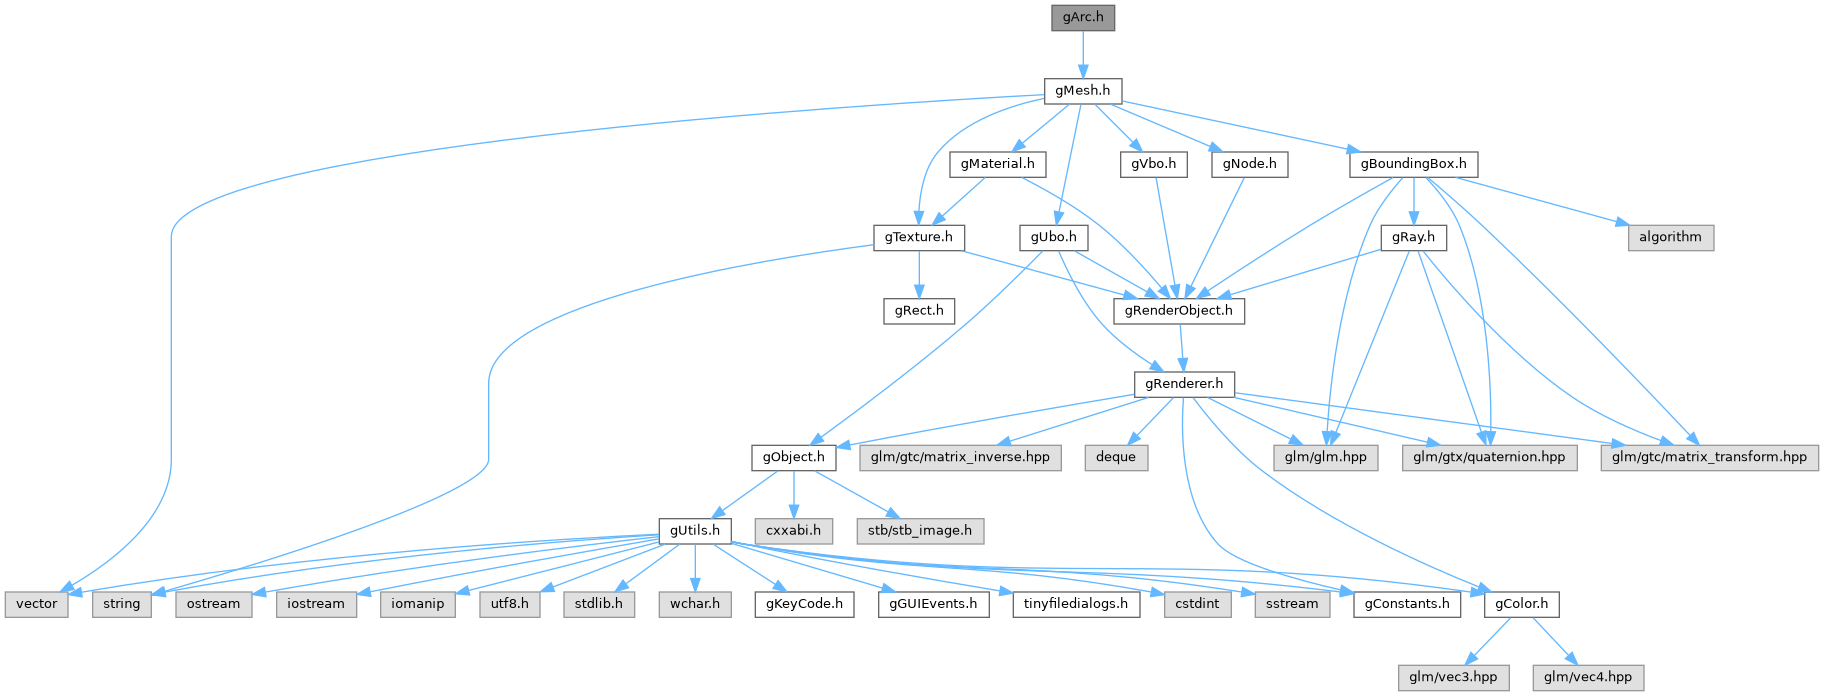 gArc.h
gMesh.h
gMaterial.h
gVbo.h
gNode.h
gBoundingBox.h
gTexture.h
gUbo.h
gRay.h
algorithm
gRect.h
gRenderObject.h
gRenderer.h
gObject.h
glm/gtc/matrix_inverse.hpp
deque
glm/glm.hpp
glm/gtx/quaternion.hpp
glm/gtc/matrix_transform.hpp
gUtils.h
cxxabi.h
stb/stb_image.h
vector
string
ostream
iostream
iomanip
utf8.h
stdlib.h
wchar.h
gKeyCode.h
gGUIEvents.h
tinyfiledialogs.h
cstdint
sstream
gConstants.h
gColor.h
glm/vec3.hpp
glm/vec4.hpp